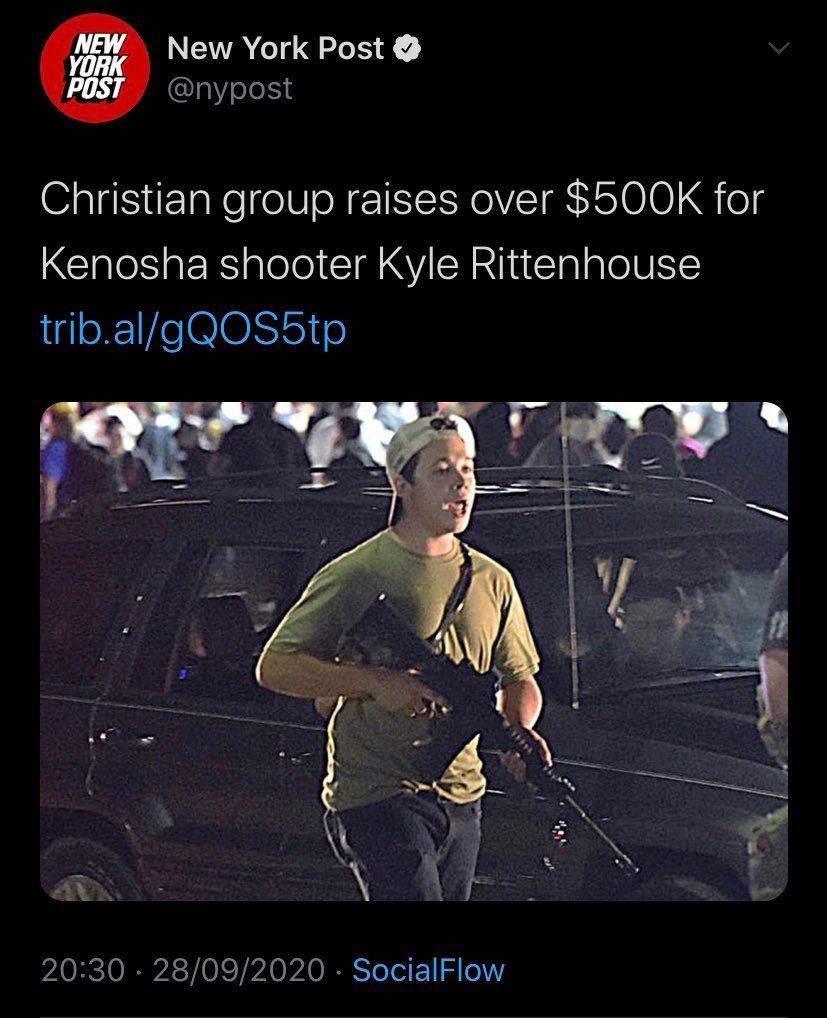 NEW
YORK
POST
New York Post
@nypost
Christian group raises over $500K for
Kenosha shooter Kyle Rittenhouse
trib.al/gQOS5tp
20:30 · 28/09/2020 · SocialFlow